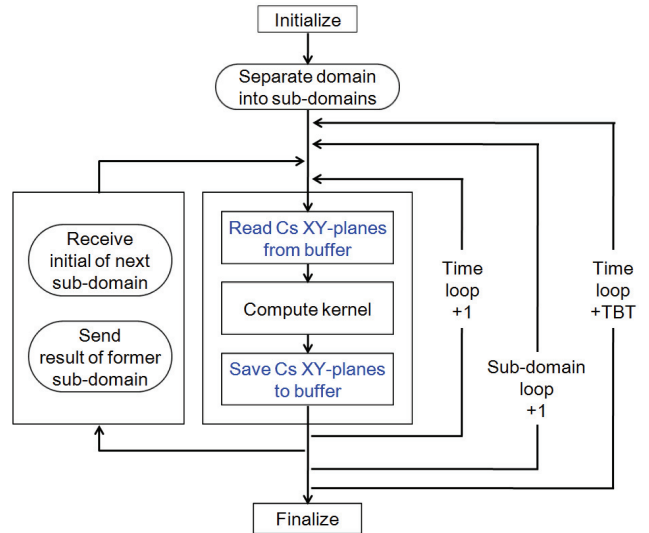 Initialize
Separate domain
into sub-domains
Receive
initial of next
sub-domain
Send
result of former
sub-domain
Read Cs XY-planes
from buffer
Compute kernel
Save Cs XY-planes
to buffer
Time
loop
+1
Sub-domain
loop
+1
Time
loop
+TBT
Finalize